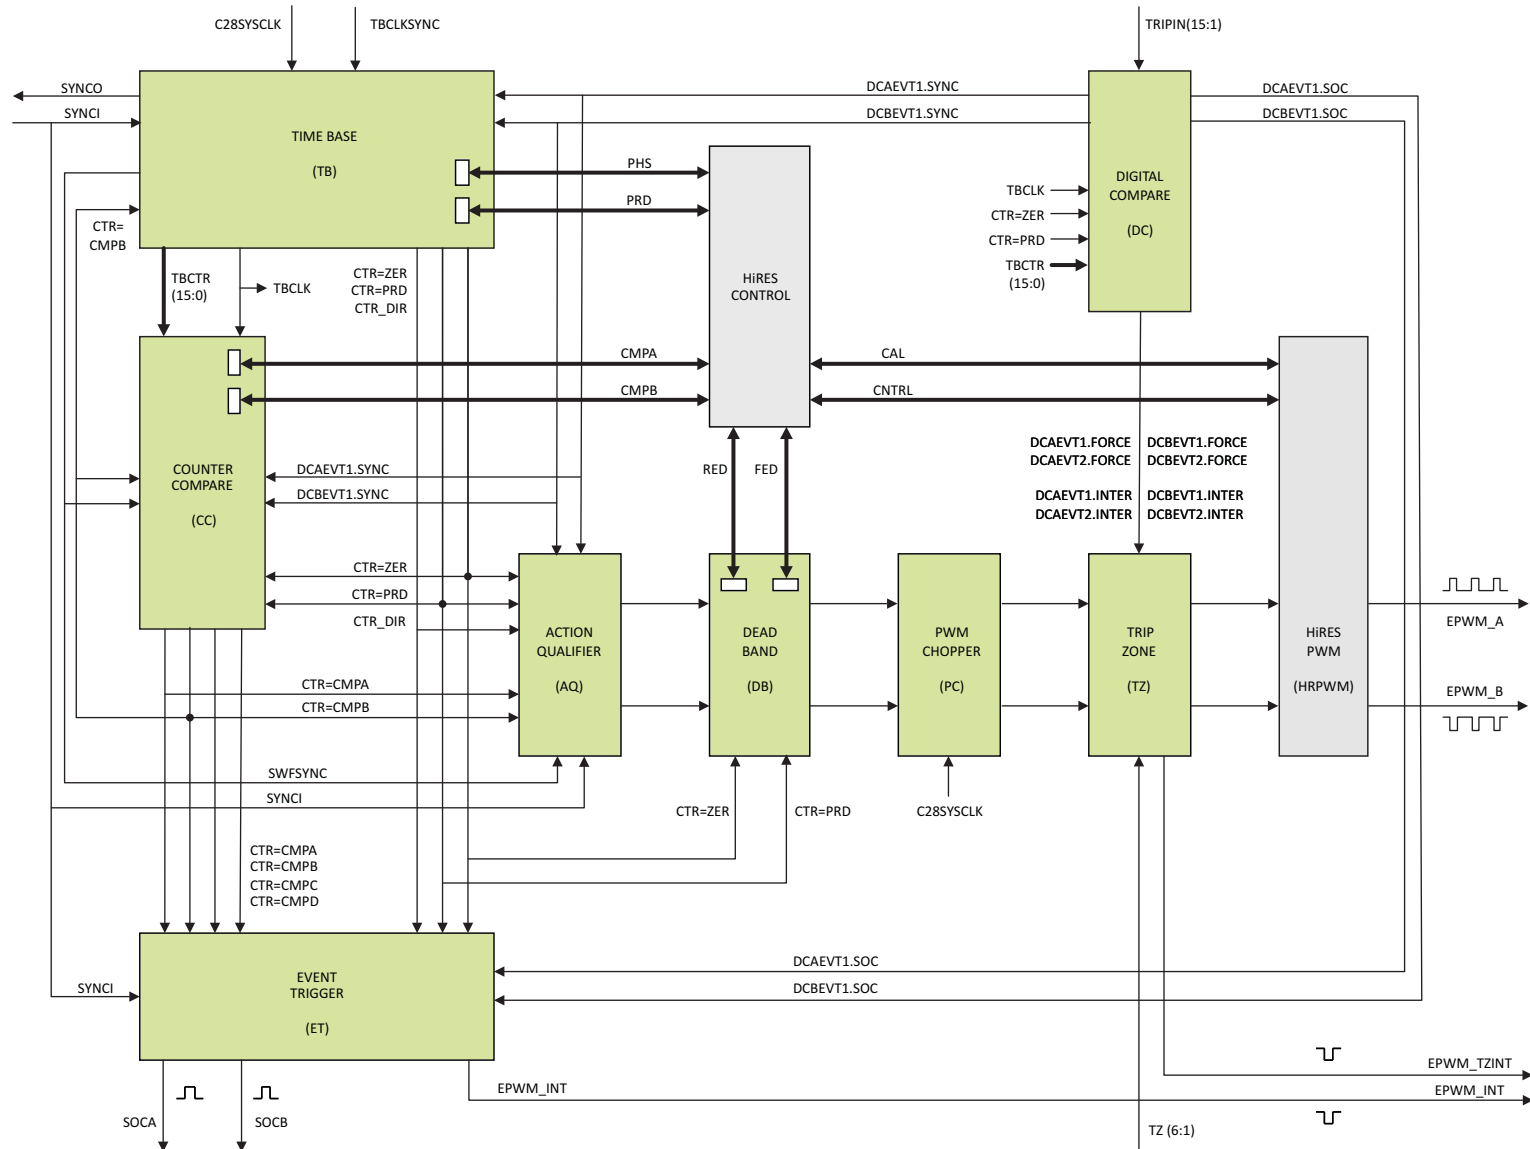 C28SYSCLK
TBCLKSYNC
TRIPIN(15:1)
SYNCO
SYNCI
DCAEVT1.SYNC
DCBEVT1.SYNC
DCAEVT1.SOC
DCBEVT1.SOC
TIME BASE
(TB)
PHS
PRD
DIGITAL
COMPARE
(DC)
TBCLK
CTR=ZER
CTR=PRD
TBCTR
(15:0)
CTR=
CMPB
TBCTR
(15:0)
TBCLK
CTR=ZER
CTR=PRD
CTR_DIR
HiRES
CONTROL
CMPA
CMPB
CAL
CNTRL
COUNTER
COMPARE
(CC)
DCAEVT1.SYNC
DCBEVT1.SYNC
RED
FED
DCAEVT1.FORCE
DCBEVT1.FORCE
DCAEVT2.FORCE
DCBEVT2.FORCE
DCAEVT1.INTER
DCBEVT1.INTER
DCAEVT2.INTER
DCBEVT2.INTER
CTR=ZER
CTR=PRD
CTR_DIR
CTR=CMPA
CTR=CMPB
ACTION
QUALIFIER
(AQ)
DEAD
BAND
(DB)
PWM
CHOPPER
(PC)
TRIP
ZONE
(TZ)
HiRES
PWM
(HRPWM)
EPWM_A
EPWM_B
SWFSYNC
SYNCI
CTR=ZER
CTR=PRD
C28SYSCLK
CTR=CMPA
CTR=CMPB
CTR=CMPC
CTR=CMPD
SYNCI
EVENT
TRIGGER
(ET)
DCAEVT1.SOC
DCBEVT1.SOC
EPWM_TZINT
EPWM_INT
EPWM_INT
SOCA
SOCB
TZ (6:1)